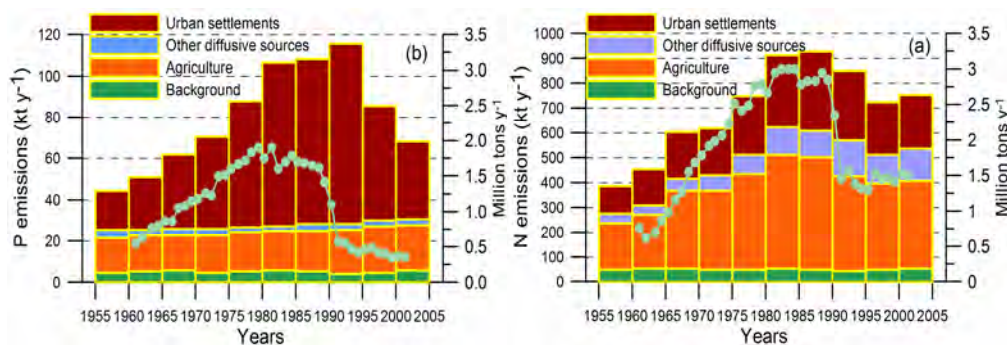 Urban settlements
Other diffusive sources
Agriculture
Background
(b)
P emissions (kt y-1)
120
100
80
60
40
20
0
3.5
3.0
2.5
2.0
1.5
1.0
0.5
0.0
Million tons y-1
1955 1960 1965 1970 1975 1980 1985 1990 1995 2000 2005
Years
Urban settlements
Other diffusive sources
Agriculture
Background
(a)
N emissions (kt y-1)
1000
900
800
700
600
500
400
300
200
100
0
3.5
3.0
2.5
2.0
1.5
1.0
0.5
0.0
Million tons y-1
1955 1960 1965 1970 1975 1980 1985 1990 1995 2000 2005
Years